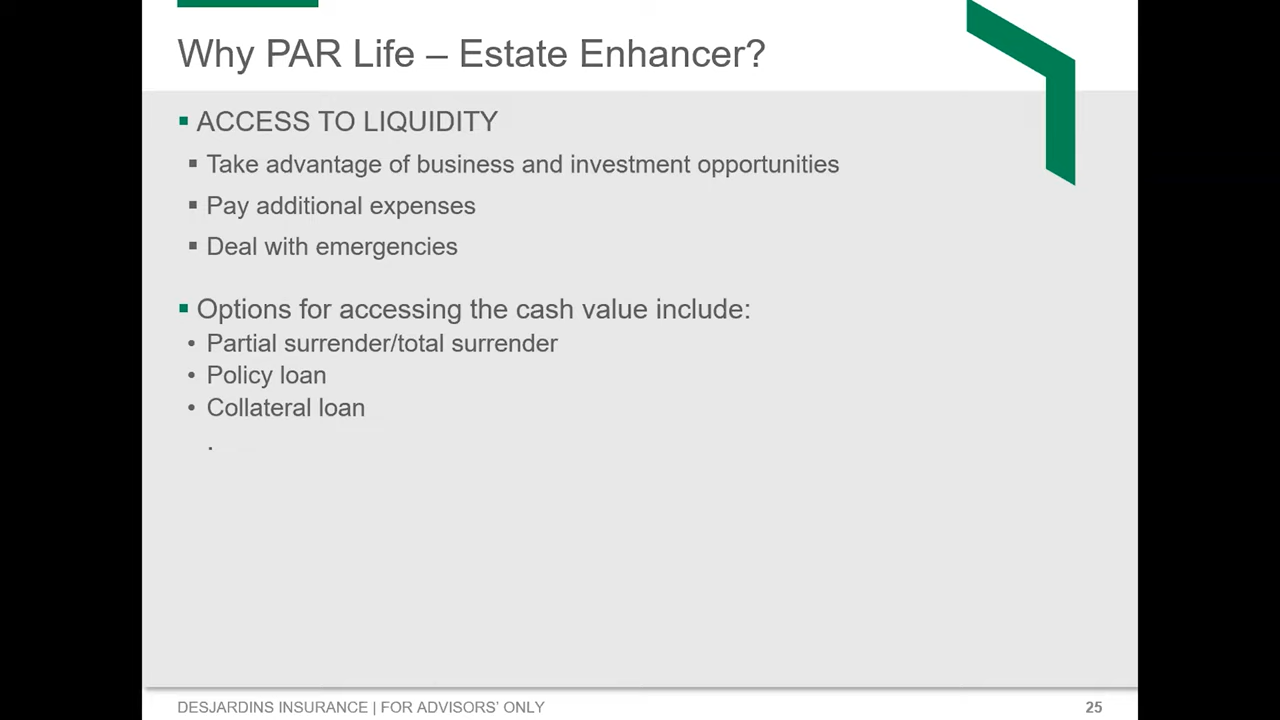 Why PAR Life – Estate Enhancer?
▪ ACCESS TO LIQUIDITY
▪ Take advantage of business and investment opportunities
▪ Pay additional expenses
▪ Deal with emergencies
▪ Options for accessing the cash value include:
• Partial surrender/total surrender
• Policy loan
• Collateral loan
.
DESJARDINS INSURANCE | FOR ADVISORS' ONLY
25